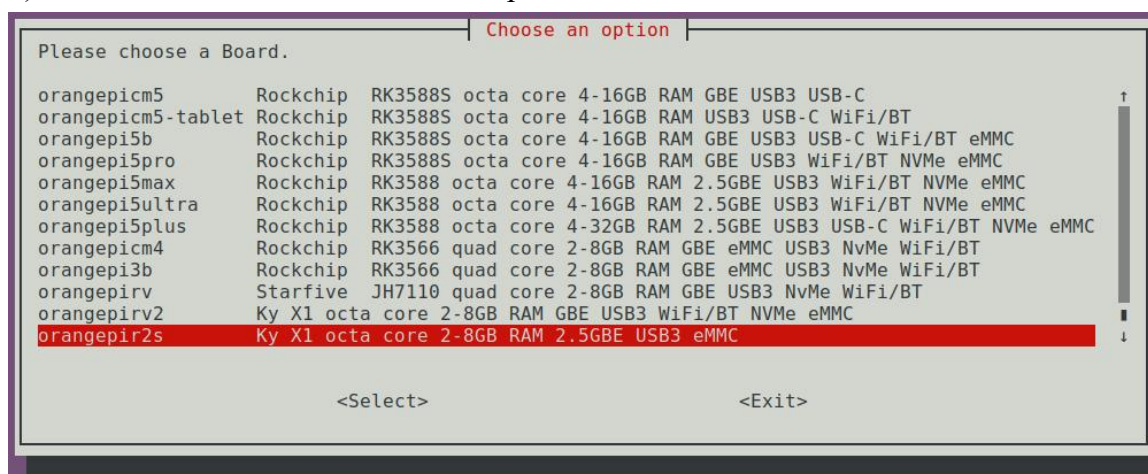 Choose an option
Please choose a Board.
orangepicm5 Rockchip RK3588S octa core 4-16GB RAM GBE USB3 USB-C
orangepicm5-tablet Rockchip RK3588S octa core 4-16GB RAM USB3 USB-C WiFi/BT
orangepi5b Rockchip RK3588S octa core 4-16GB RAM GBE USB3 USB-C WiFi/BT eMMC
orangepi5pro Rockchip RK3588S octa core 4-16GB RAM GBE USB3 WiFi/BT NVMe eMMC
orangepi5max Rockchip RK3588 octa core 4-16GB RAM 2.5GBE USB3 WiFi/BT NVMe eMMC
orangepi5ultra Rockchip RK3588 octa core 4-16GB RAM 2.5GBE USB3 WiFi/BT NVMe eMMC
orangepi5plus Rockchip RK3588 octa core 4-32GB RAM 2.5GBE USB3 USB-C WiFi/BT NVMe eMMC
orangepicm4 Rockchip RK3566 quad core 2-8GB RAM GBE eMMC USB3 NvMe WiFi/BT
orangepi3b Rockchip RK3566 quad core 2-8GB RAM GBE eMMC USB3 NvMe WiFi/BT
orangepirv Starfive JH7110 quad core 2-8GB RAM GBE USB3 NvMe WiFi/BT
orangepirv2 Ky X1 octa core 2-8GB RAM GBE USB3 WiFi/BT NVMe eMMC
orangepir2s Ky X1 octa core 2-8GB RAM 2.5GBE USB3 eMMC
<Select> <Exit>